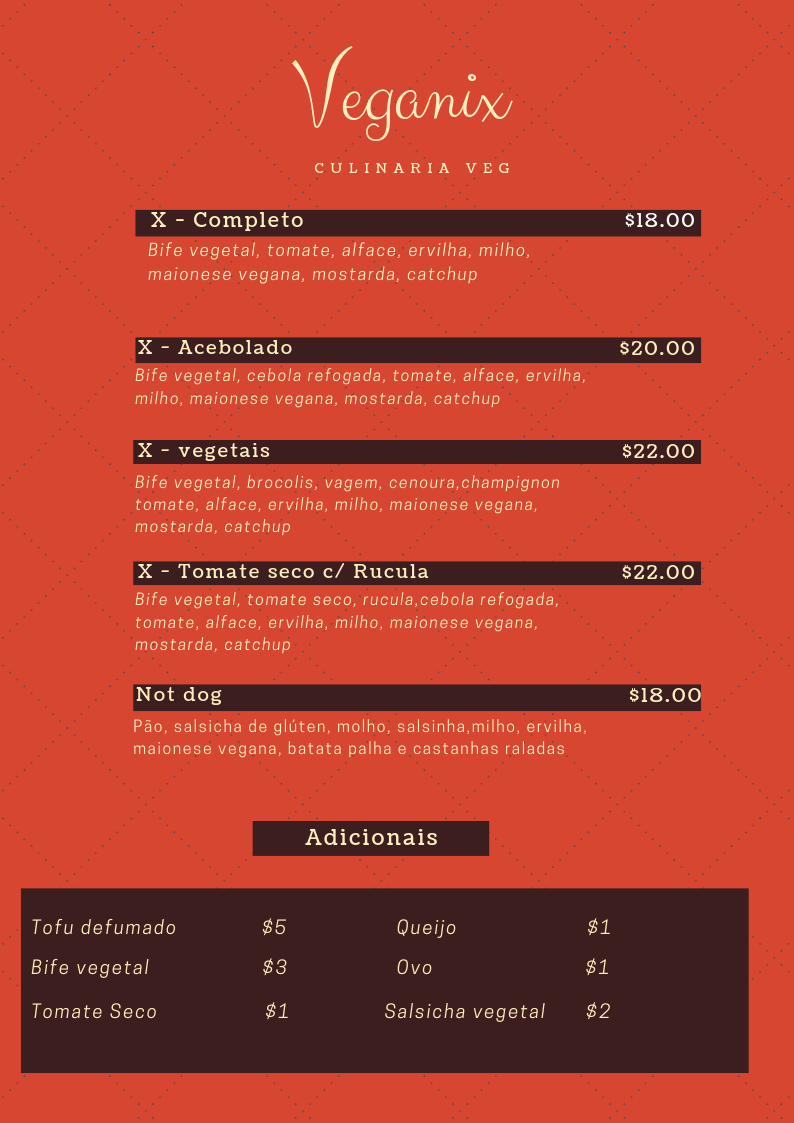 Veganix
CULINARIA VEG
X - Completo $18.00
Bife vegetal, tomate, alface, ervilha, milho,
maionese vegana, mostarda, catchup
X - Acebolado $20.00
Bife vegetal, cebola refogada, tomate, alface, ervilha,
milho, maionese vegana, mostarda, catchup
X - vegetais $22.00
Bife vegetal, brocolis, vagem, cenoura,champignon
tomate, alface, ervilha, milho, maionese vegana,
mostarda, catchup
X - Tomate seco c/ Rucula $22.00
Bife vegetal, tomate seco, rucula,cebola refogada,
tomate, alface, ervilha, milho, maionese vegana,
mostarda, catchup
Not dog $18.00
Pão, salsicha de glúten, molho, salsinha,milho, ervilha,
maionese vegana, batata palha e castanhas raladas
Adicionais
Tofu defumado $5 Queijo $1
Bife vegetal $3 Ovo $1
Tomate Seco $1 Salsicha vegetal $2